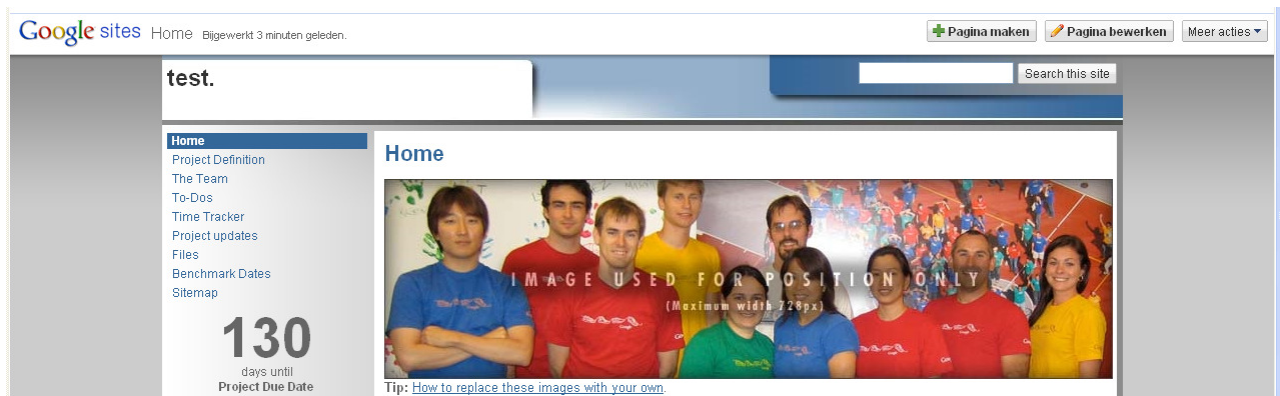 Google sites Home Bijgewerkt 3 minuten geleden. Pagina maken Pagina bewerken Meer acties
test.
Search this site
Home
Project Definition
The Team
To-Dos
Time Tracker
Project updates
Files
Benchmark Dates
Sitemap
130
days until
Project Due Date
Home
IMAGE USED FOR POSITION ONLY
(Maximum width 728px)
Tip: How to replace these images with your own.